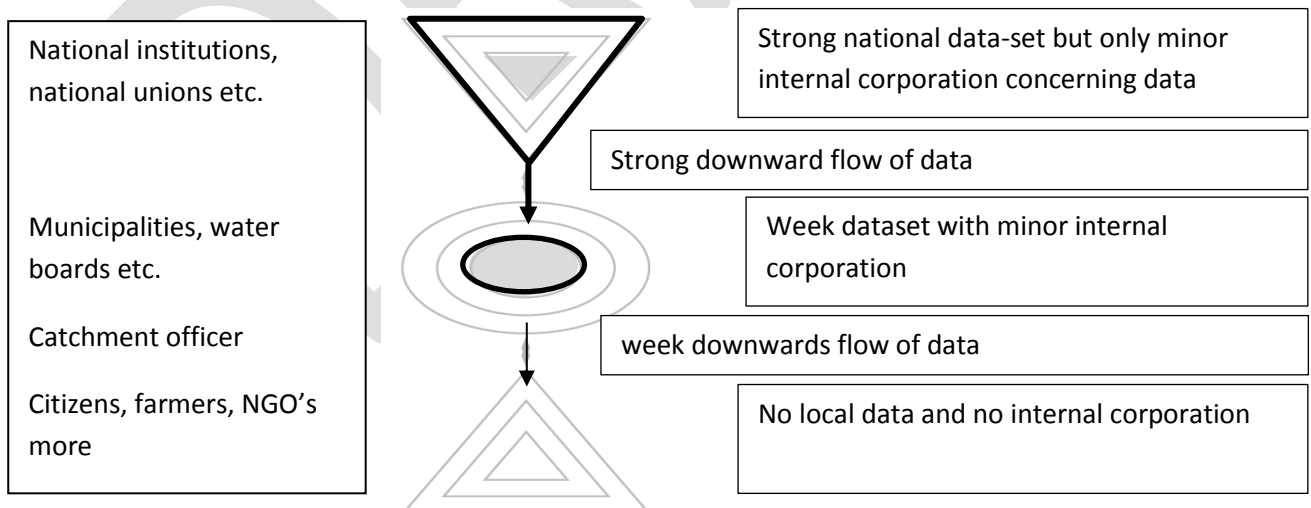 National institutions,
national unions etc.
Municipalities, water
boards etc.
Catchment officer
Citizens, farmers, NGO’s
more
Strong national data-set but only minor
internal corporation concerning data
Strong downward flow of data
Week dataset with minor internal
corporation
week downwards flow of data
No local data and no internal corporation